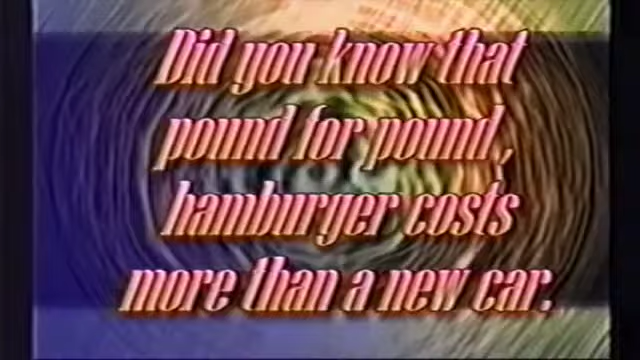 Did you know that
pound for pound,
hamburger costs
more than a new car.